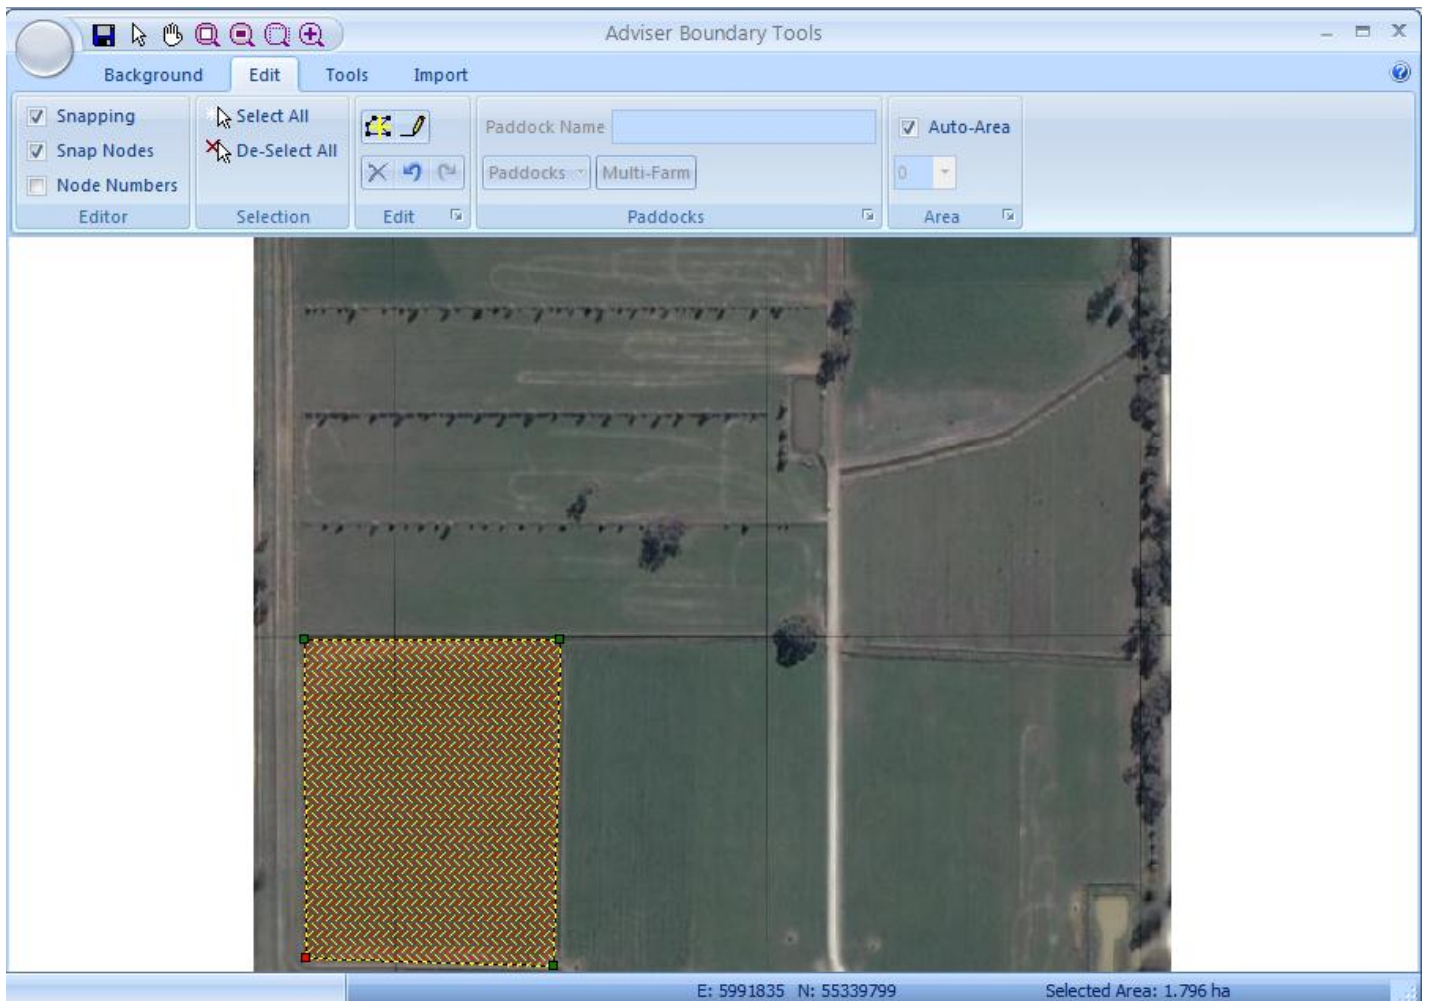 Adviser Boundary Tools
Background Edit Tools Import
Snapping Select All Paddock Name Auto-Area
Snap Nodes De-Select All
Node Numbers Paddocks Multi-Farm 0
Editor Selection Edit Paddocks Area
E: 5991835 N: 55339799 Selected Area: 1.796 ha